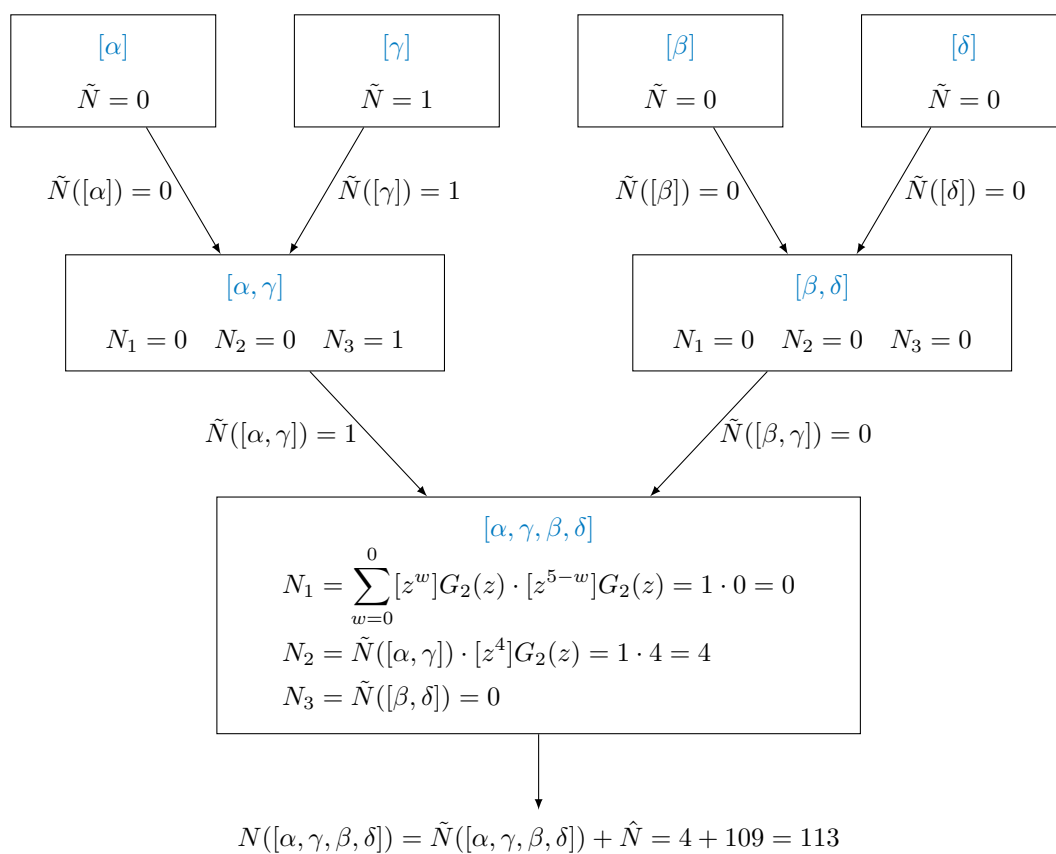 [α] [γ] [β] [δ]
Ñ = 0 Ñ = 1 Ñ = 0 Ñ = 0
Ñ([α]) = 0 Ñ([γ]) = 1 Ñ([β]) = 0 Ñ([δ]) = 0
[α, γ] [β, δ]
N₁ = 0 N₂ = 0 N₃ = 1 N₁ = 0 N₂ = 0 N₃ = 0
Ñ([α, γ]) = 1 Ñ([β, γ]) = 0
[α, γ, β, δ]
N₁ = ∑_{w=0}^{0} [z^w]G₂(z) · [z^{5−w}]G₂(z) = 1 · 0 = 0
N₂ = Ñ([α, γ]) · [z⁴]G₂(z) = 1 · 4 = 4
N₃ = Ñ([β, δ]) = 0
N([α, γ, β, δ]) = Ñ([α, γ, β, δ]) + N̂ = 4 + 109 = 113